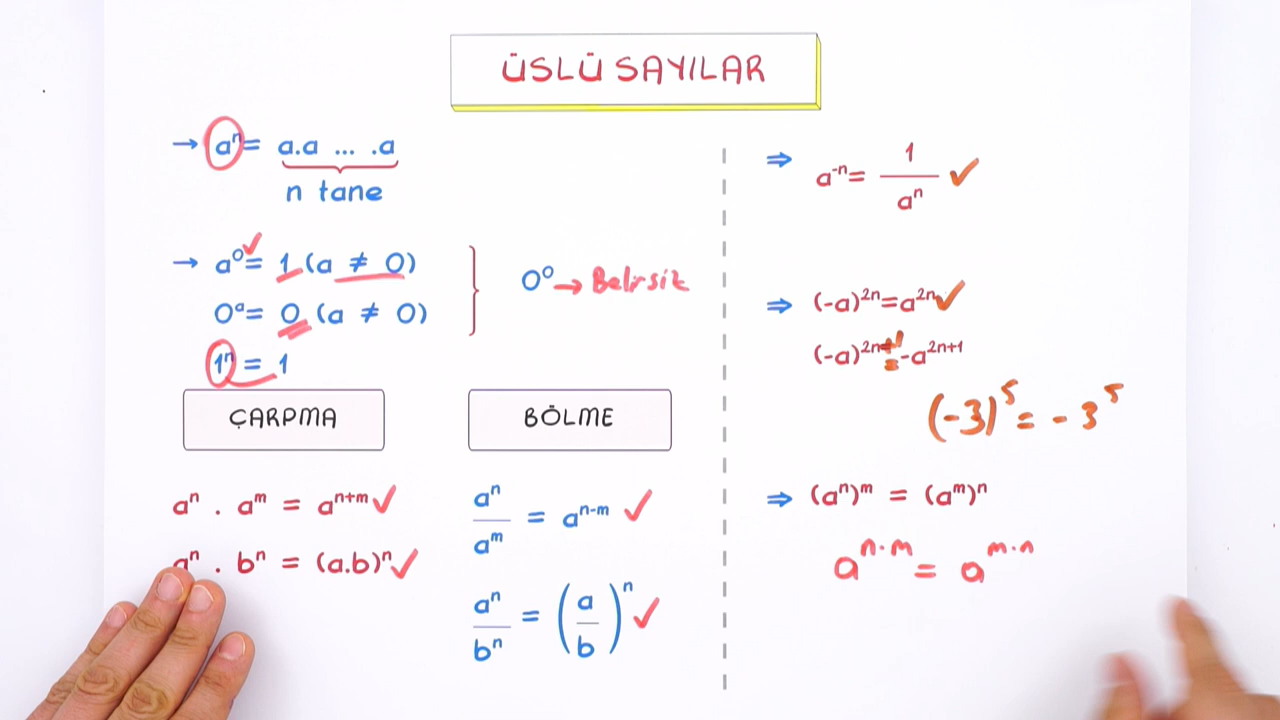 ÜSLÜ SAYILAR
→ aⁿ = a.a ... .a
n tane
→ a⁰ = 1 (a ≠ 0)
0ᵃ = 0 (a ≠ 0)
1ⁿ = 1
0⁰ → Belirsiz
ÇARPMA
aⁿ . aᵐ = aⁿ⁺ᵐ ✓
aⁿ . bⁿ = (a.b)ⁿ ✓
BÖLME
aⁿ / aᵐ = aⁿ⁻ᵐ ✓
aⁿ / bⁿ = (a / b)ⁿ ✓
⇒ a⁻ⁿ = 1 / aⁿ ✓
⇒ (-a)²ⁿ = a²ⁿ ✓
(-a)²ⁿ⁺¹ = -a²ⁿ⁺¹
(-3)⁵ = -3⁵
⇒ (aⁿ)ᵐ = (aᵐ)ⁿ
aⁿ·ᵐ = aᵐ·ⁿ